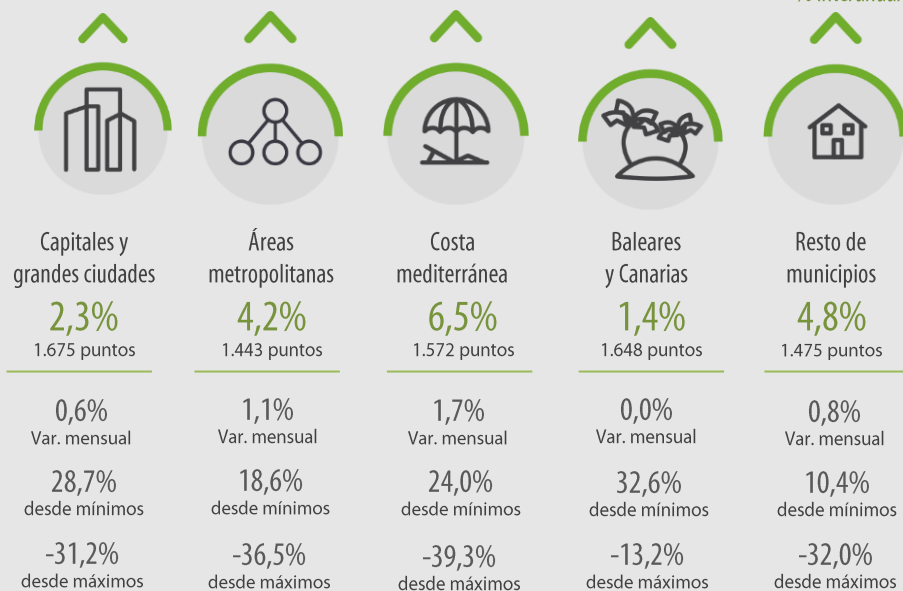 % interanual
Capitales y
grandes ciudades
2,3%
1.675 puntos
0,6%
Var. mensual
28,7%
desde mínimos
-31,2%
desde máximos
Áreas
metropolitanas
4,2%
1.443 puntos
1,1%
Var. mensual
18,6%
desde mínimos
-36,5%
desde máximos
Costa
mediterránea
6,5%
1.572 puntos
1,7%
Var. mensual
24,0%
desde mínimos
-39,3%
desde máximos
Baleares
y Canarias
1,4%
1.648 puntos
0,0%
Var. mensual
32,6%
desde mínimos
-13,2%
desde máximos
Resto de
municipios
4,8%
1.475 puntos
0,8%
Var. mensual
10,4%
desde mínimos
-32,0%
desde máximos